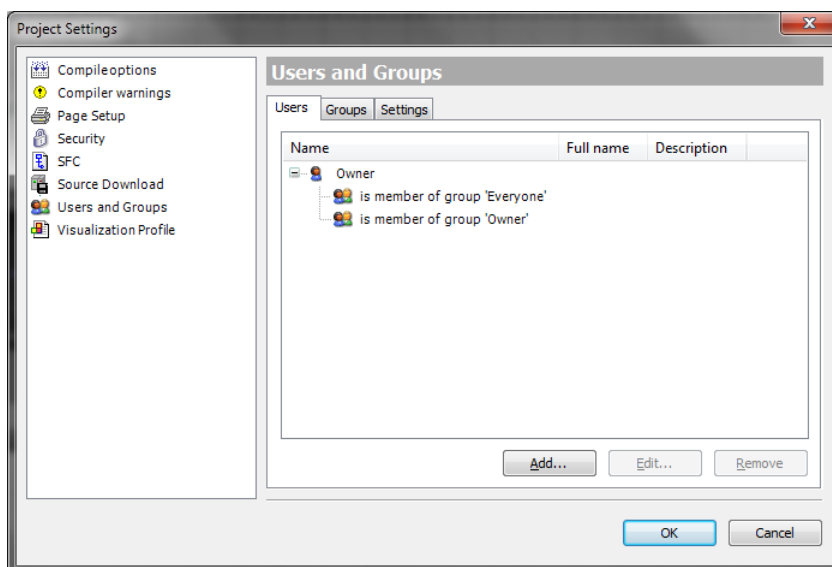 Project Settings
Compileoptions
Compiler warnings
Page Setup
Security
SFC
Source Download
Users and Groups
Visualization Profile
Users and Groups
Users Groups Settings
Name Full name Description
Owner
is member of group 'Everyone'
is member of group 'Owner'
Add... Edit... Remove
OK Cancel